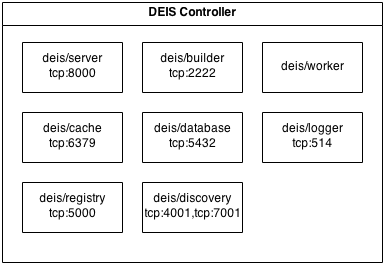 DEIS Controller
deis/server
tcp:8000
deis/builder
tcp:2222
deis/worker
deis/cache
tcp:6379
deis/database
tcp:5432
deis/logger
tcp:514
deis/registry
tcp:5000
deis/discovery
tcp:4001,tcp:7001